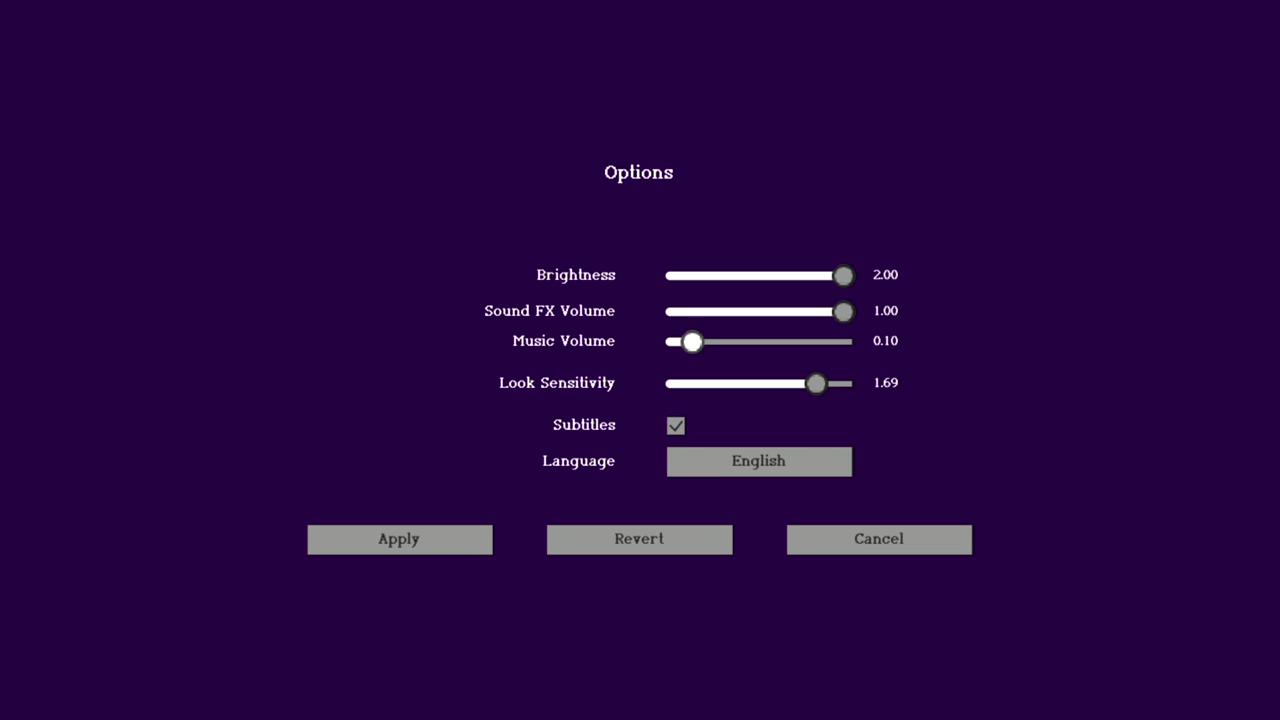 Options
Brightness 2.00
Sound FX Volume 1.00
Music Volume 0.10
Look Sensitivity 1.69
Subtitles
Language English
Apply Revert Cancel